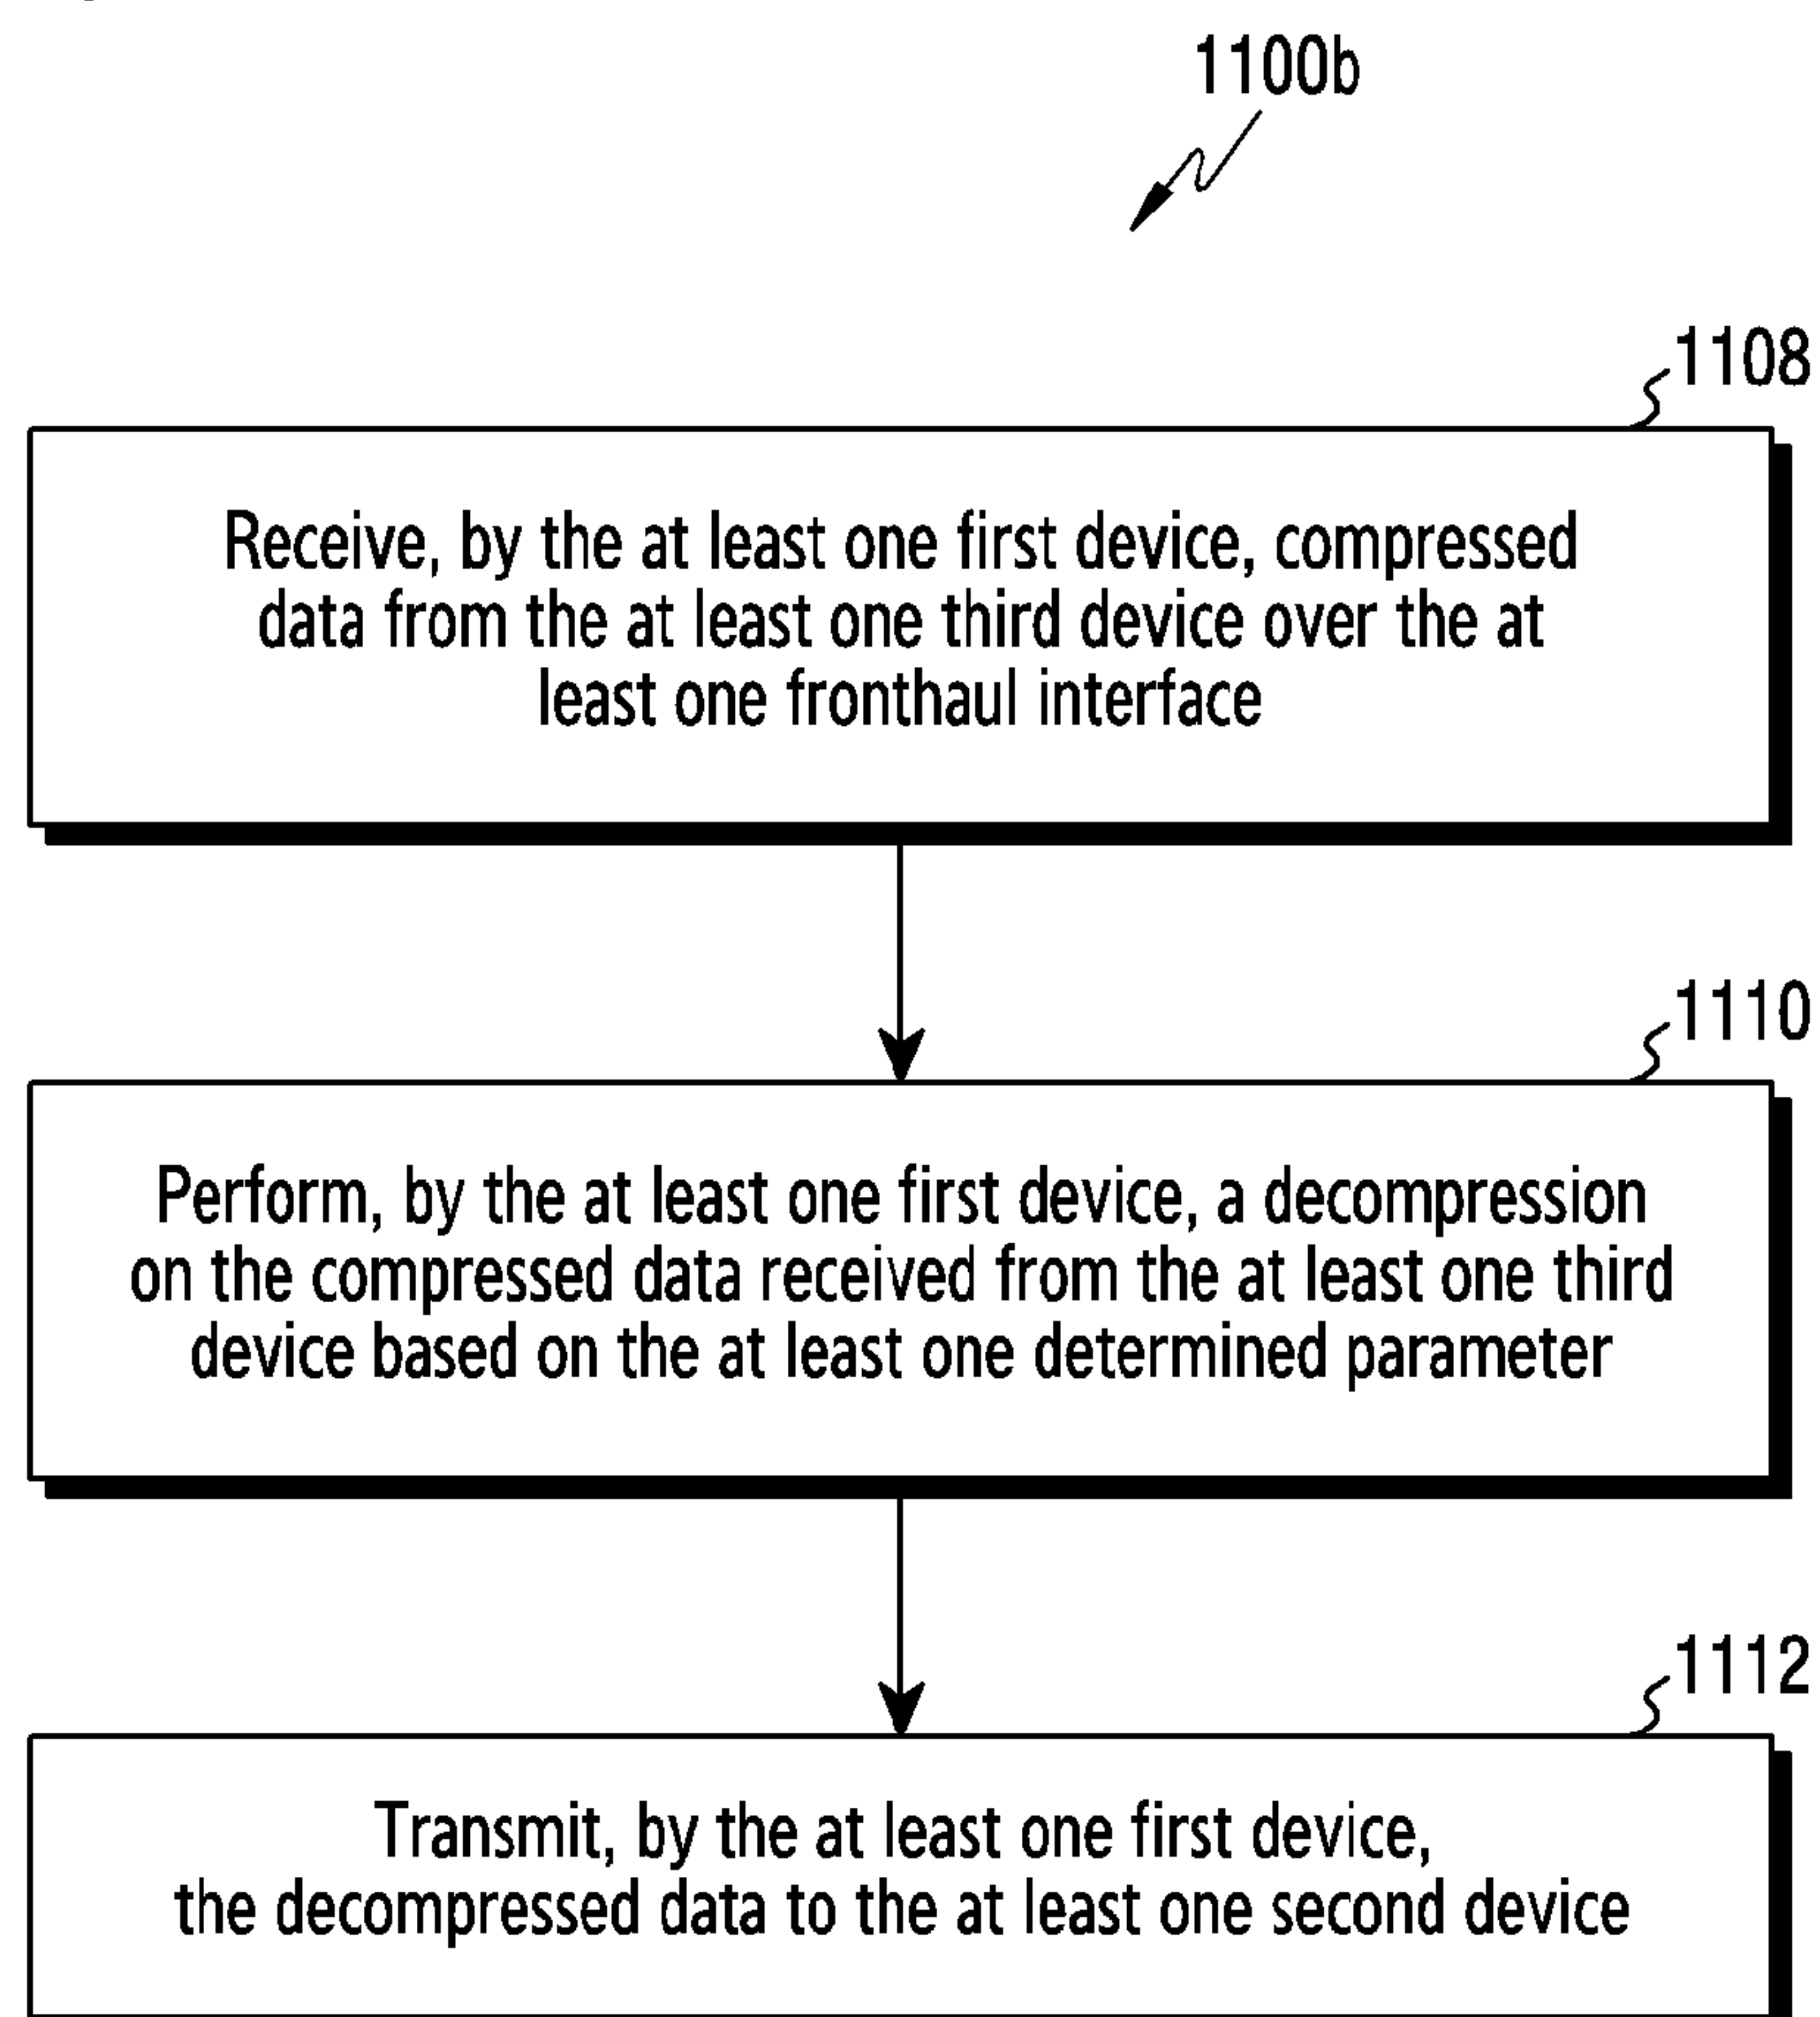 1100b
1108
Receive, by the at least one first device, compressed
data from the at least one third device over the at
least one fronthaul interface
1110
Perform, by the at least one first device, a decompression
on the compressed data received from the at least one third
device based on the at least one determined parameter
1112
Transmit, by the at least one first device,
the decompressed data to the at least one second device